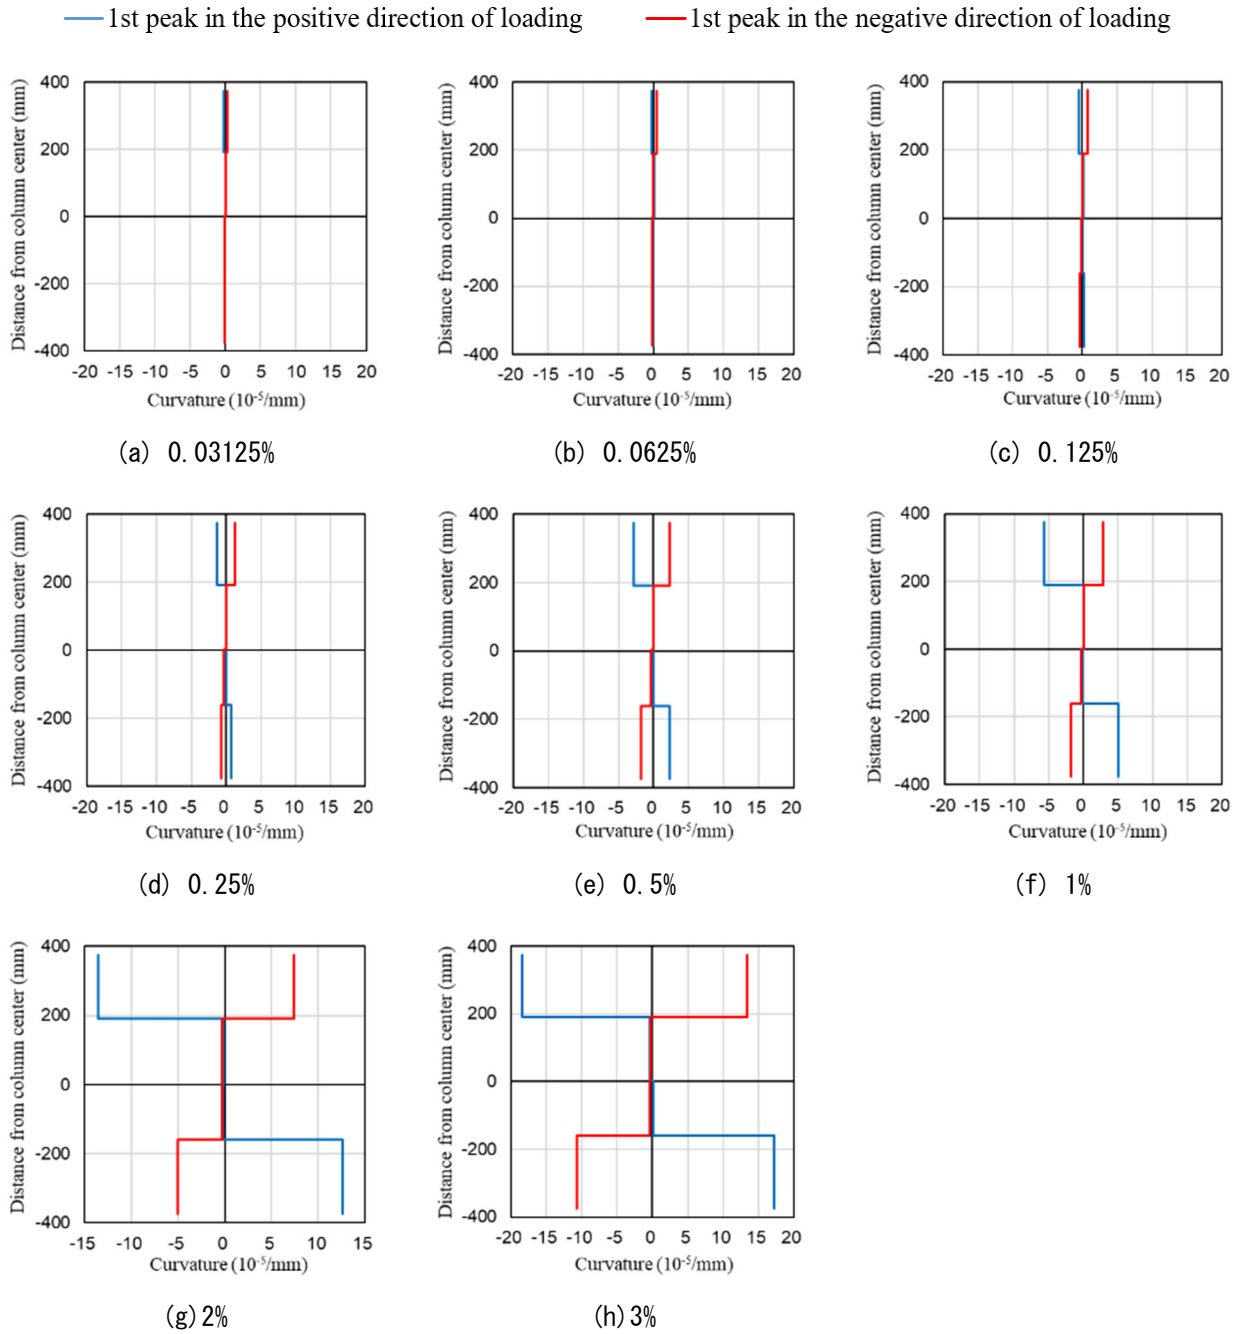 1st peak in the positive direction of loading 1st peak in the negative direction of loading
Distance from column center (mm)
400
200
0
-200
-400
-20 -15 -10 -5 0 5 10 15 20
Curvature (10⁻⁵/mm)
(a) 0.03125%
Distance from column center (mm)
400
200
0
-200
-400
-20 -15 -10 -5 0 5 10 15 20
Curvature (10⁻⁵/mm)
(b) 0.0625%
Distance from column center (mm)
400
200
0
-200
-400
-20 -15 -10 -5 0 5 10 15 20
Curvature (10⁻⁵/mm)
(c) 0.125%
Distance from column center (mm)
400
200
0
-200
-400
-20 -15 -10 -5 0 5 10 15 20
Curvature (10⁻⁵/mm)
(d) 0.25%
Distance from column center (mm)
400
200
0
-200
-400
-20 -15 -10 -5 0 5 10 15 20
Curvature (10⁻⁵/mm)
(e) 0.5%
Distance from column center (mm)
400
200
0
-200
-400
-20 -15 -10 -5 0 5 10 15 20
Curvature (10⁻⁵/mm)
(f) 1%
Distance from column center (mm)
400
200
0
-200
-400
-15 -10 -5 0 5 10 15
Curvature (10⁻⁵/mm)
(g)2%
Distance from column center (mm)
400
200
0
-200
-400
-20 -15 -10 -5 0 5 10 15 20
Curvature (10⁻⁵/mm)
(h)3%